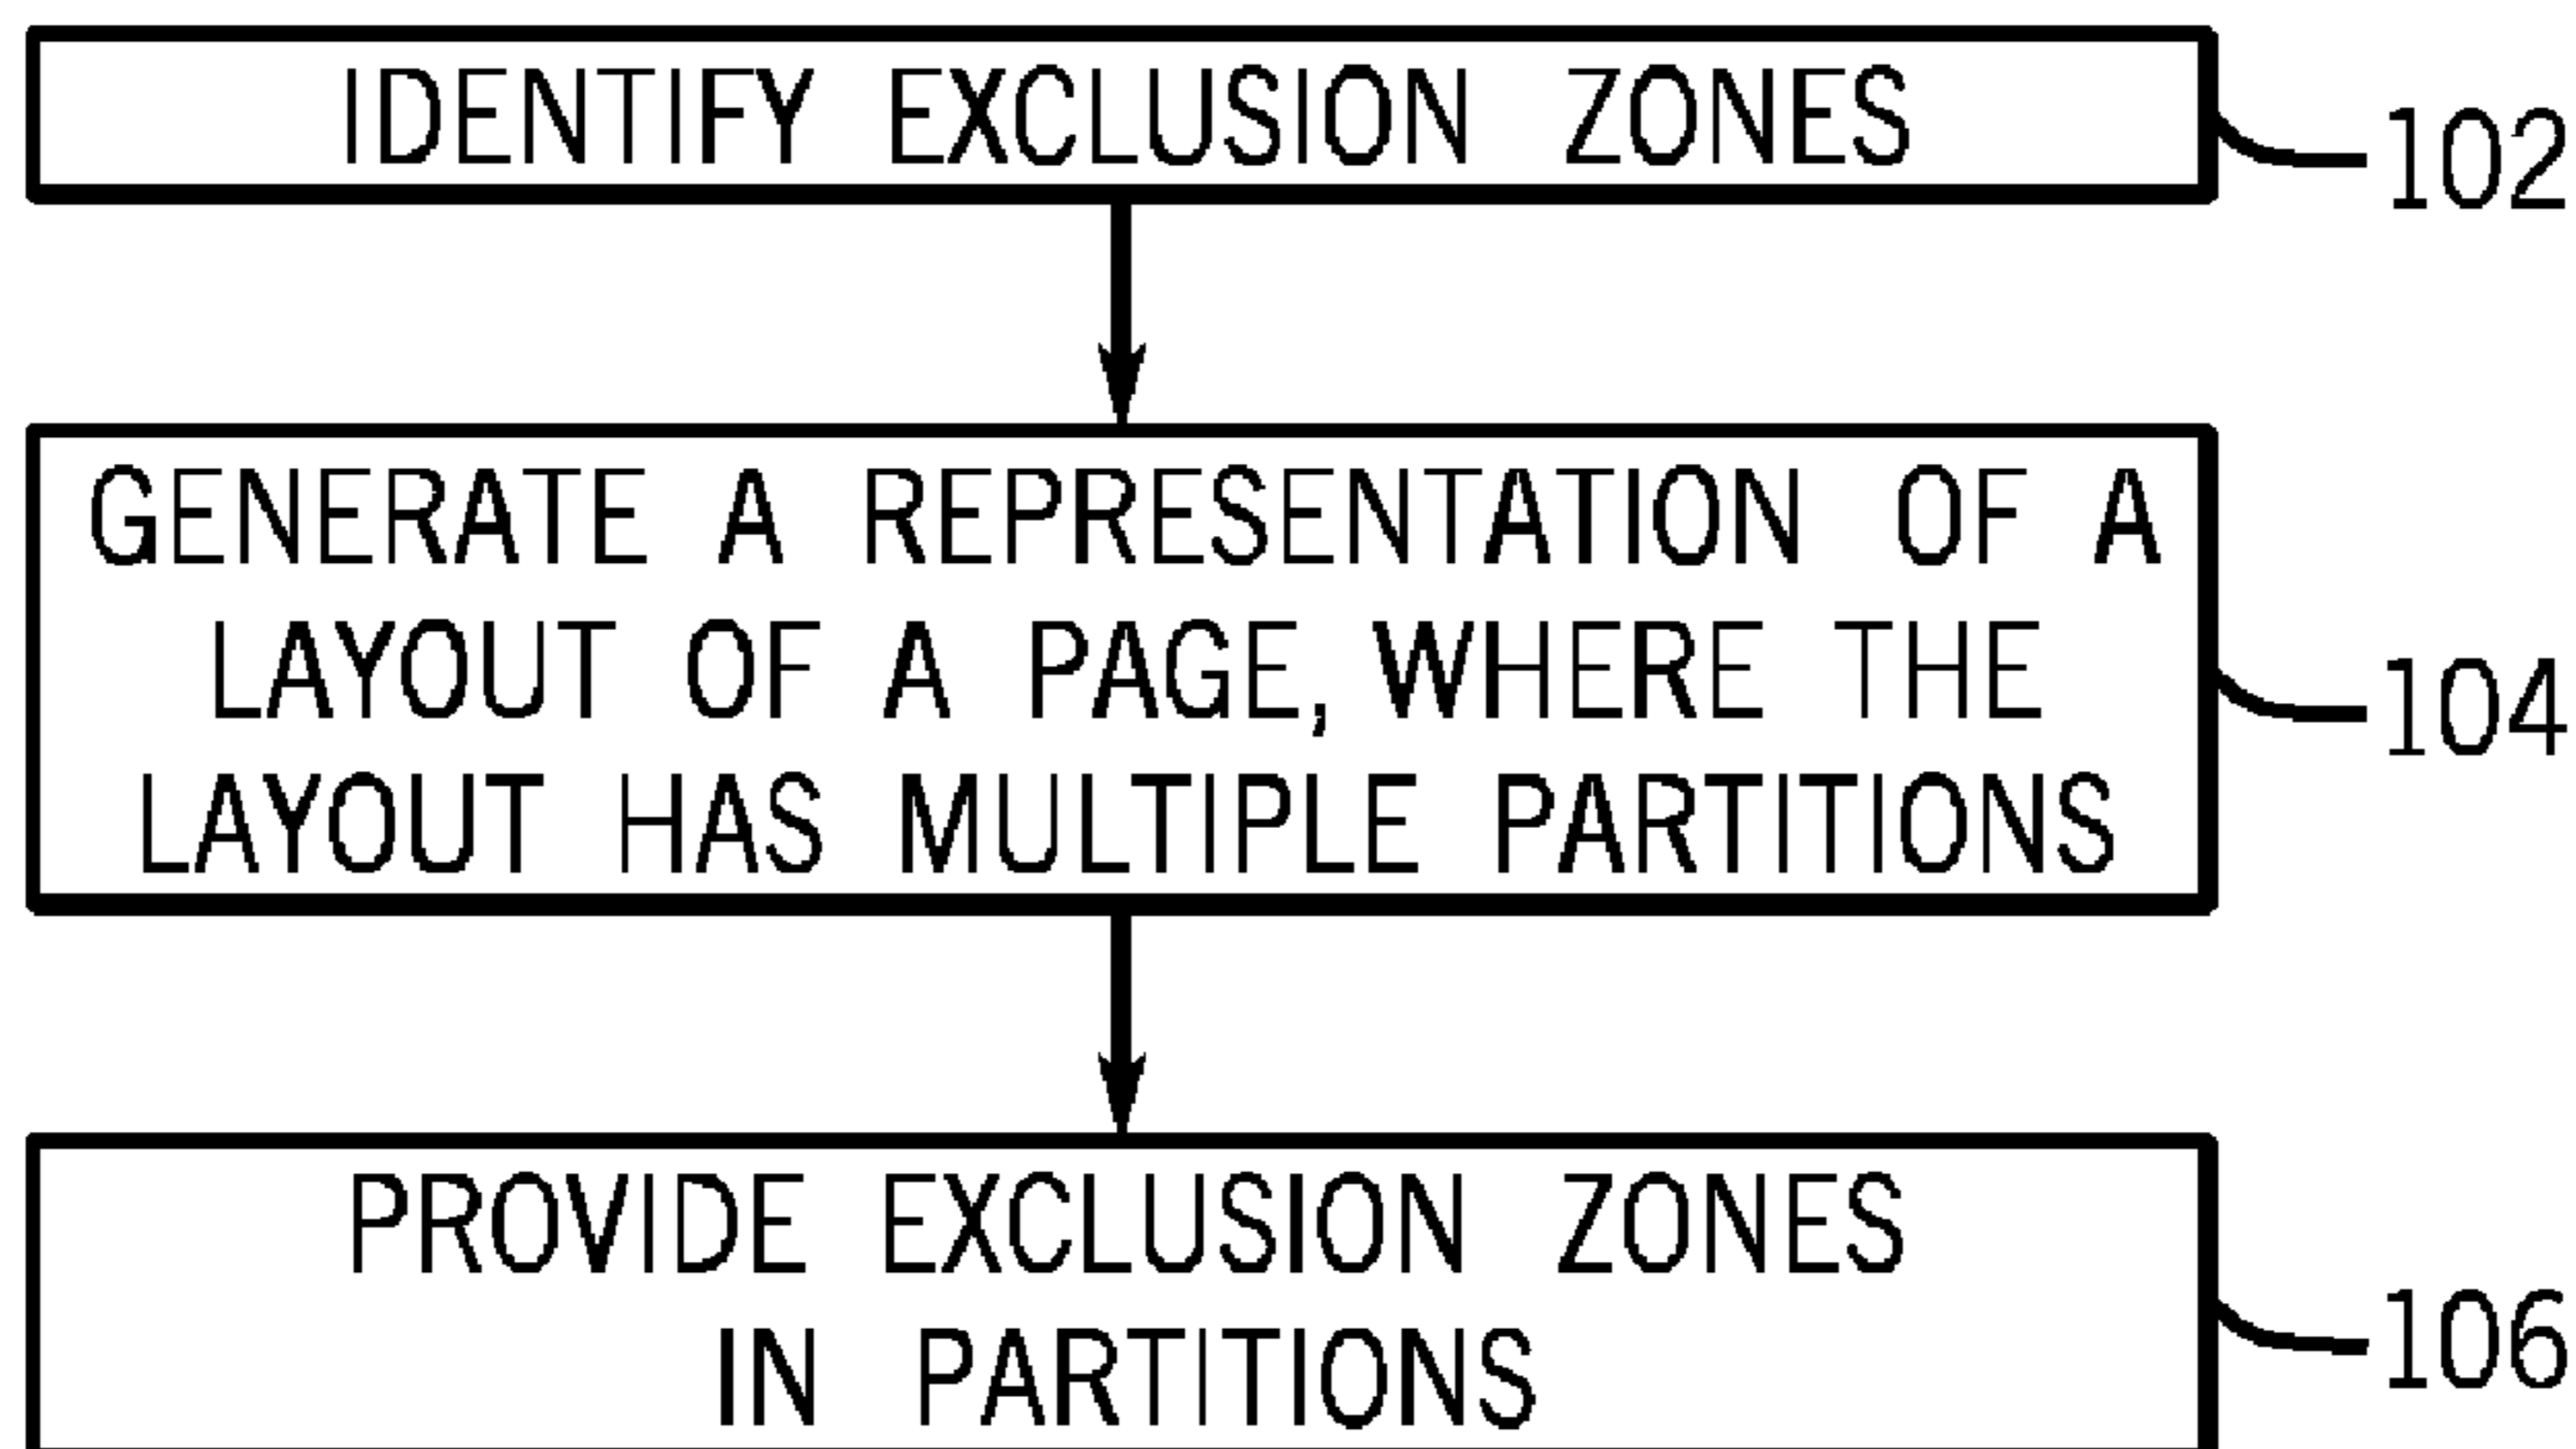 IDENTIFY EXCLUSION ZONES
102
GENERATE A REPRESENTATION OF A
LAYOUT OF A PAGE, WHERE THE
LAYOUT HAS MULTIPLE PARTITIONS
104
PROVIDE EXCLUSION ZONES
IN PARTITIONS
106